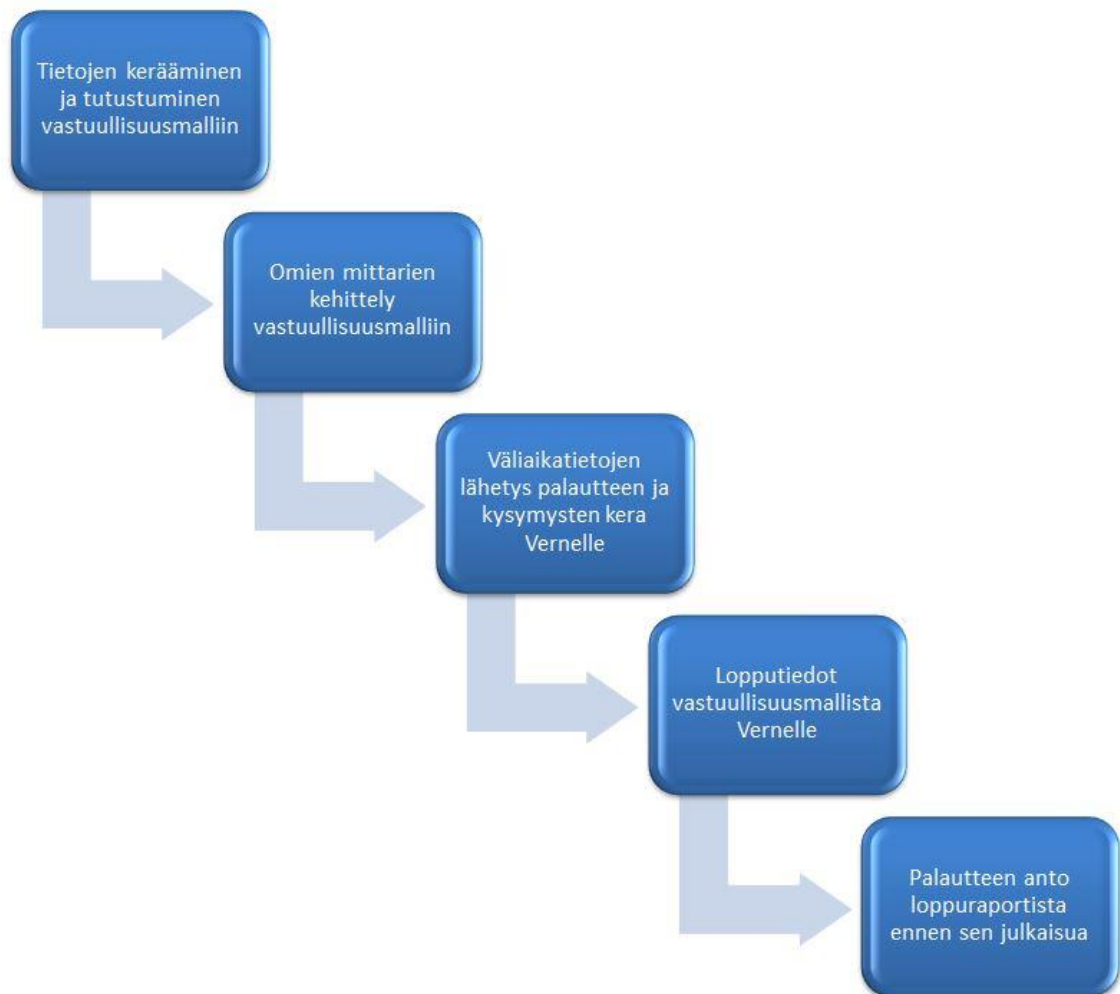 Tietojen kerääminen
ja tutustuminen
vastuullisuusmalliin
Omien mittarien
kehittely
vastuullisuusmalliin
Väliaikatietojen
lähetys palautteen ja
kysymysten kera
Vernelle
Lopputiedot
vastuullisuusmallista
Vernelle
Palautteen anto
loppuraportista
ennen sen julkaisua